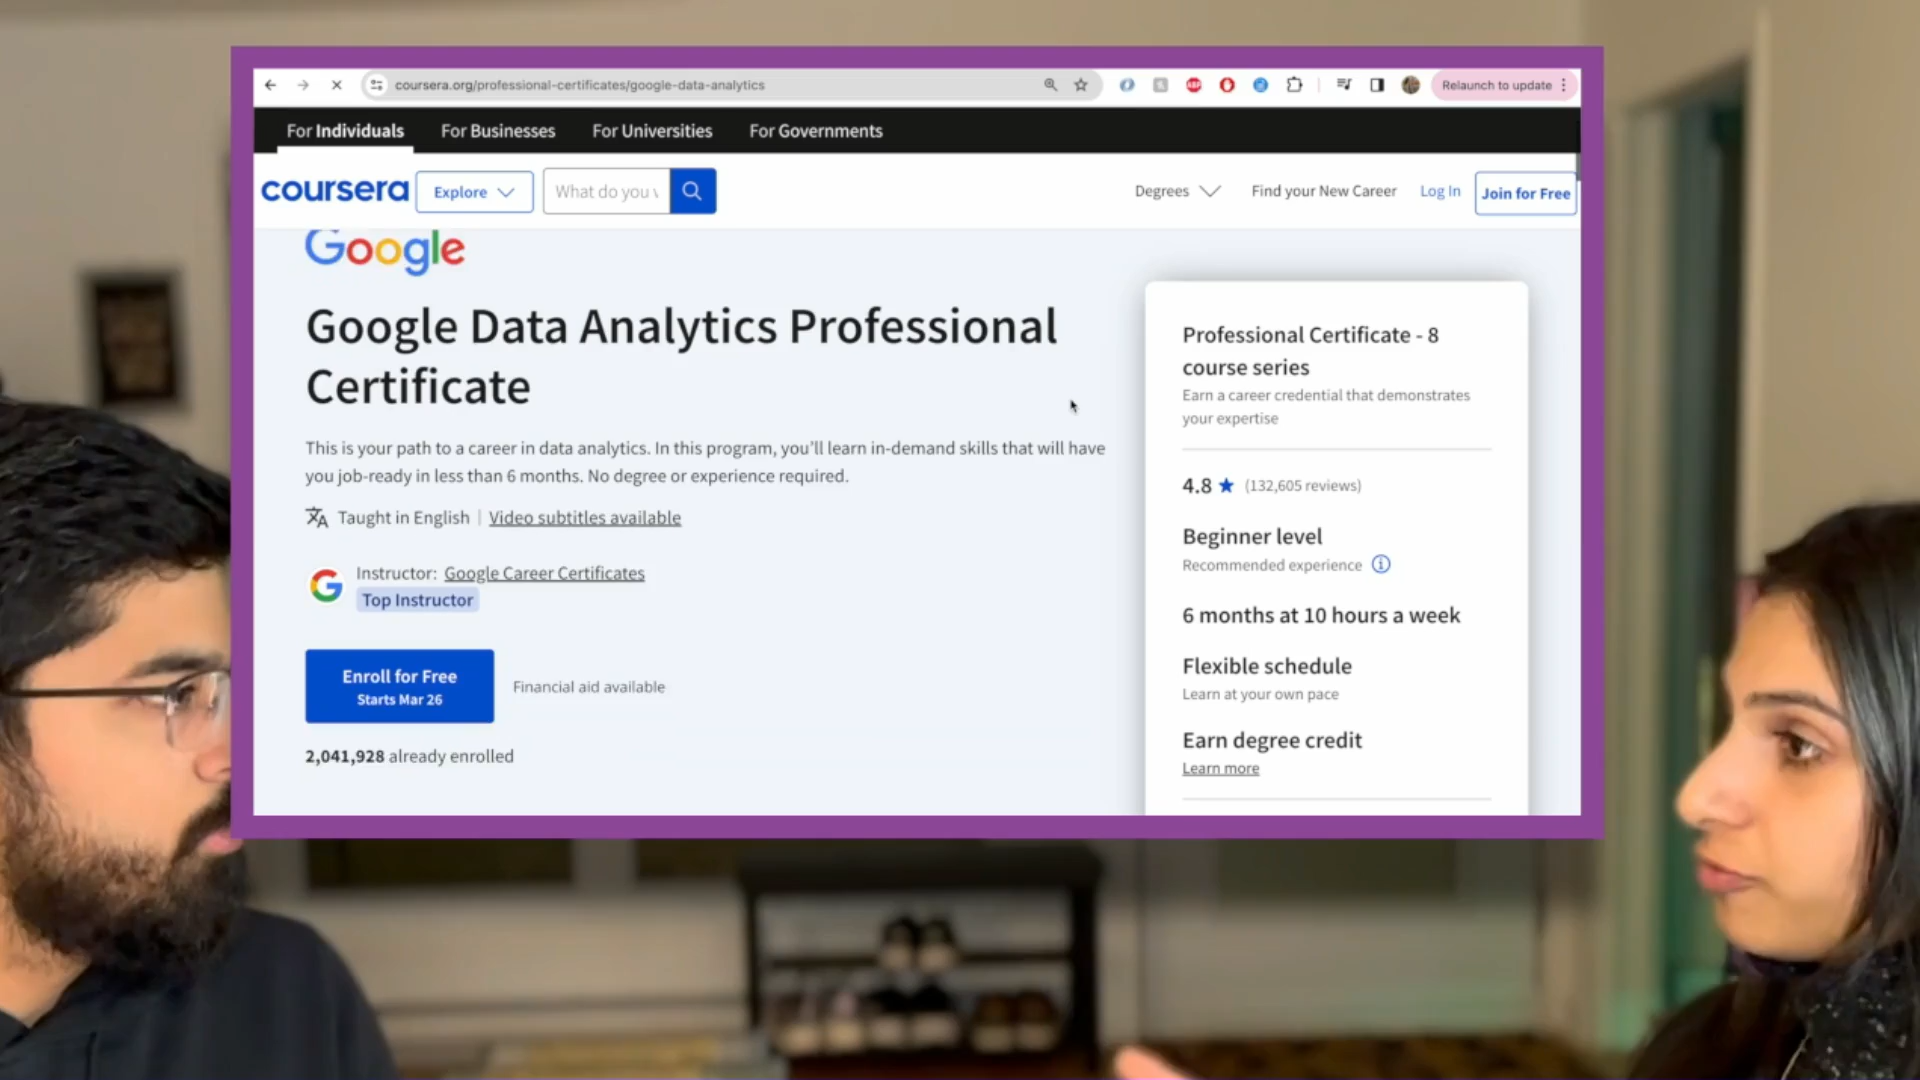 coursera.org/professional-certificates/google-data-analytics
Relaunch to update
For Individuals
For Businesses
For Universities
For Governments
coursera
Explore
What do you
Degrees
Find your New Career
Log In
Join for Free
Google
Google Data Analytics Professional
Certificate
This is your path to a career in data analytics. In this program, you'll learn in-demand skills that will have
you job-ready in less than 6 months. No degree or experience required.
Taught in English | Video subtitles available
Instructor: Google Career Certificates
Top Instructor
Enroll for Free
Starts Mar 26
Financial aid available
2,041,928 already enrolled
Professional Certificate - 8
course series
Earn a career credential that demonstrates
your expertise
4.8 ★ (132,605 reviews)
Beginner level
Recommended experience
6 months at 10 hours a week
Flexible schedule
Learn at your own pace
Earn degree credit
Learn more